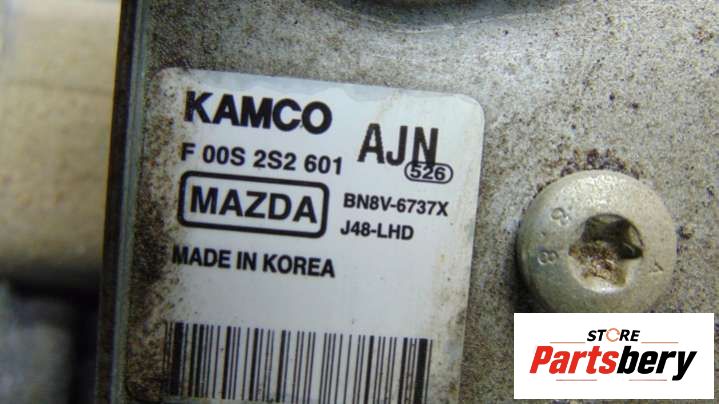 KAMCO
F 00S 2S2 601
AJN
526
MAZDA
BN8V-6737X
J48-LHD
MADE IN KOREA
STORE
Partsbery